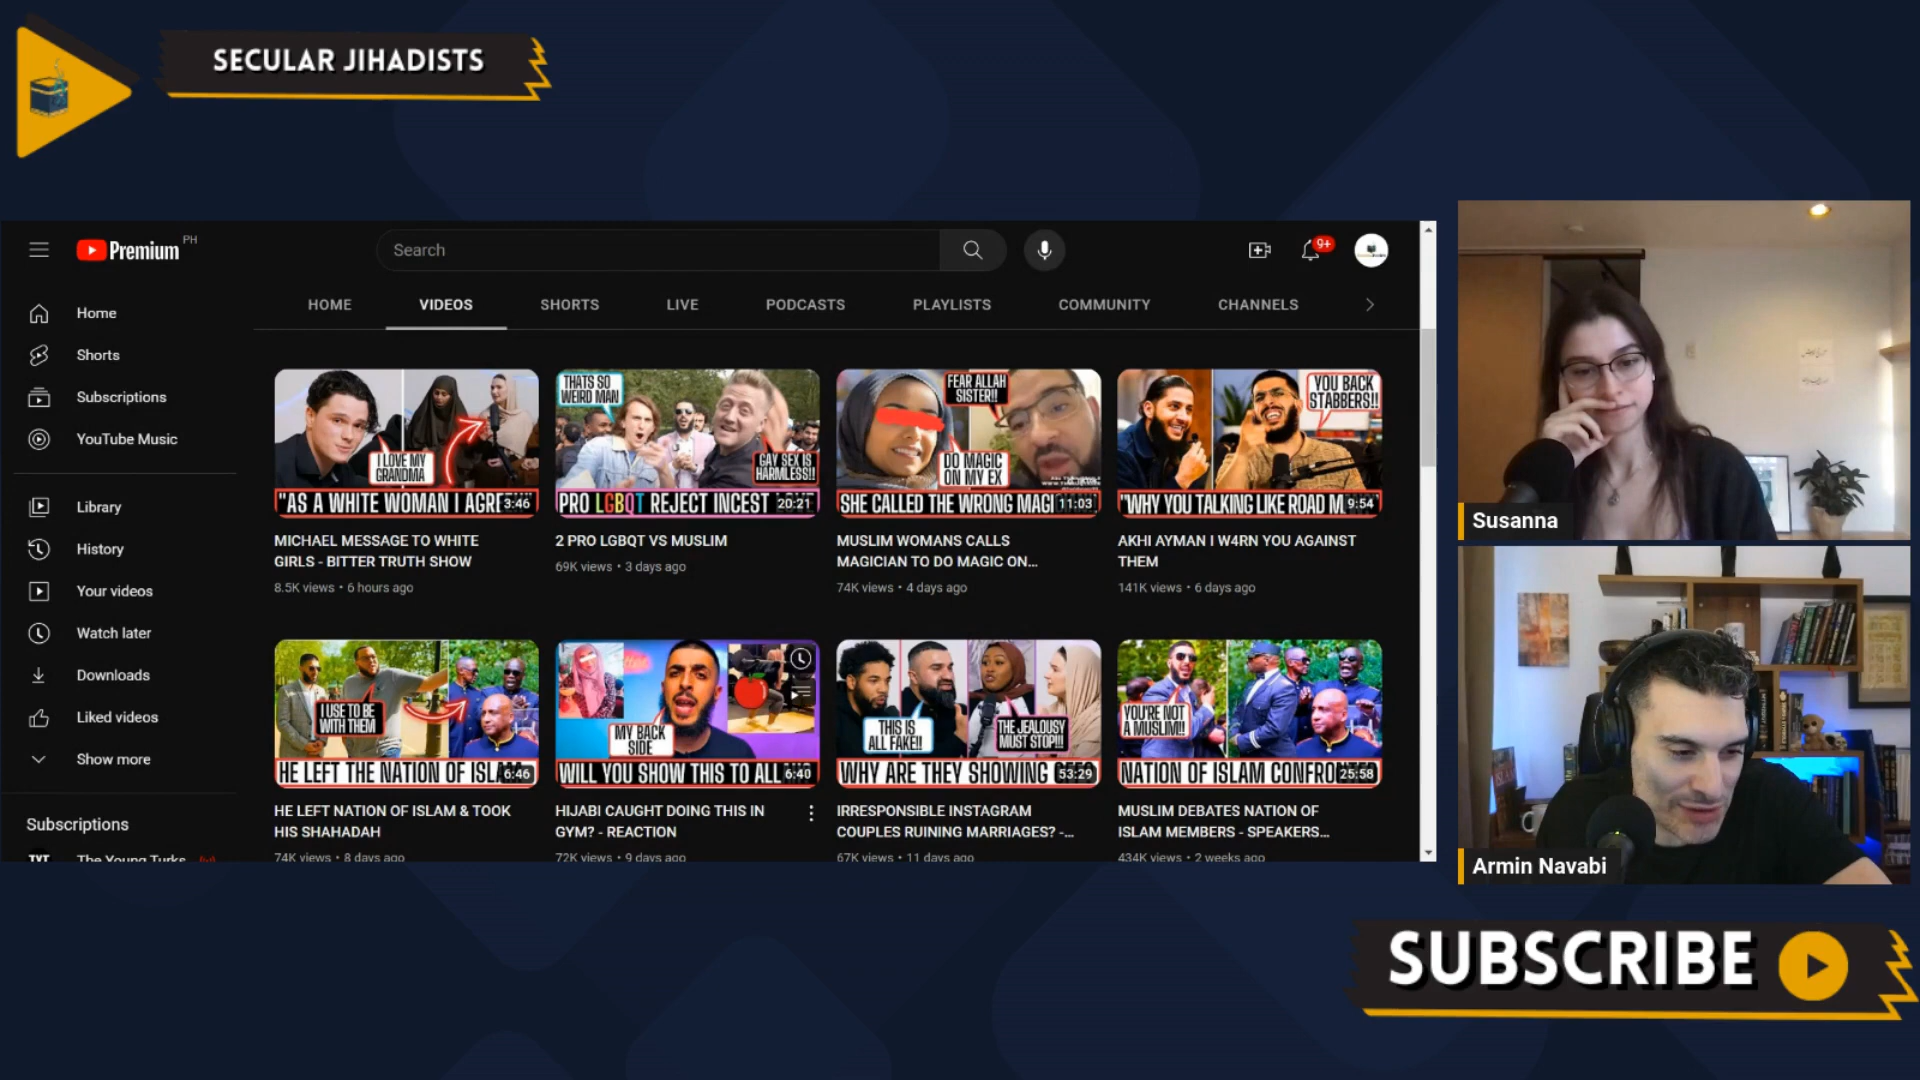 SECULAR JIHADISTS
Premium PH
Search
9+
HOME
VIDEOS
SHORTS
LIVE
PODCASTS
PLAYLISTS
COMMUNITY
CHANNELS
Home
Shorts
Subscriptions
YouTube Music
Library
History
Your videos
Watch later
Downloads
Liked videos
Show more
Subscriptions
The Young Turks
I LOVE MY
GRANDMA
"AS A WHITE WOMAN I AGRE
3:46
MICHAEL MESSAGE TO WHITE
GIRLS - BITTER TRUTH SHOW
8.5K views • 6 hours ago
THATS SO
WEIRD MAN
GAY SEX IS
HARMLESS!!
PRO LGBQT REJECT INCEST
20:21
2 PRO LGBQT VS MUSLIM
69K views • 3 days ago
FEAR ALLAH
SISTER!!
DO MAGIC
ON MY EX
SHE CALLED THE WRONG MAGI
11:03
MUSLIM WOMANS CALLS
MAGICIAN TO DO MAGIC ON...
74K views • 4 days ago
YOU BACK
STABBERS!!
"WHY YOU TALKING LIKE ROAD M
9:54
AKHI AYMAN I W4RN YOU AGAINST
THEM
141K views • 6 days ago
I USE TO BE
WITH THEM
HE LEFT THE NATION OF ISLA
6:46
HE LEFT NATION OF ISLAM & TOOK
HIS SHAHADAH
74K views • 8 days ago
MY BACK
SIDE
WILL YOU SHOW THIS TO ALL
6:40
HIJABI CAUGHT DOING THIS IN
GYM? - REACTION
72K views • 9 days ago
THIS IS
ALL FAKE!!
THE JEALOUSY
MUST STOP!!!
WHY ARE THEY SHOWING
53:29
IRRESPONSIBLE INSTAGRAM
COUPLES RUINING MARRIAGES? -...
67K views • 11 days ago
YOU'RE NOT
A MUSLIM!!
NATION OF ISLAM CONFRONTED
25:58
MUSLIM DEBATES NATION OF
ISLAM MEMBERS - SPEAKERS...
434K views • 2 weeks ago
Susanna
Armin Navabi
SUBSCRIBE